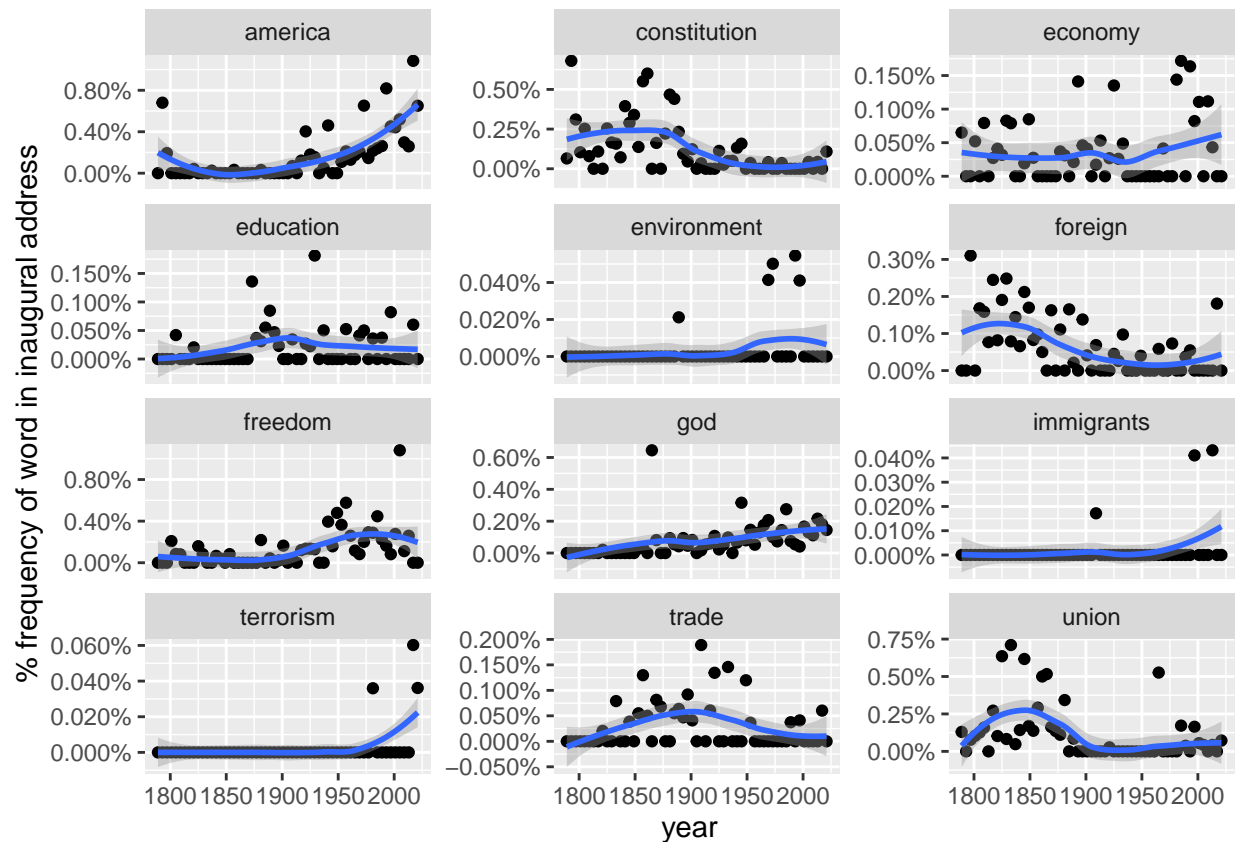 america constitution economy
0.80% 0.50% 0.150%
0.40% 0.25% 0.100%
0.00% 0.00% 0.050%
0.000%
education environment foreign
0.150% 0.040% 0.30%
0.100% 0.020% 0.20%
0.050% 0.000% 0.10%
0.000% 0.00%
% frequency of word in inaugural address
freedom god immigrants
0.80% 0.60% 0.040%
0.40% 0.40% 0.030%
0.00% 0.20% 0.020%
0.00% 0.010%
0.000%
terrorism trade union
0.060% 0.200% 0.75%
0.040% 0.150% 0.50%
0.020% 0.100% 0.25%
0.000% 0.050% 0.00%
0.000%
−0.050%
1800 1850 1900 1950 2000 1800 1850 1900 1950 2000 1800 1850 1900 1950 2000
year